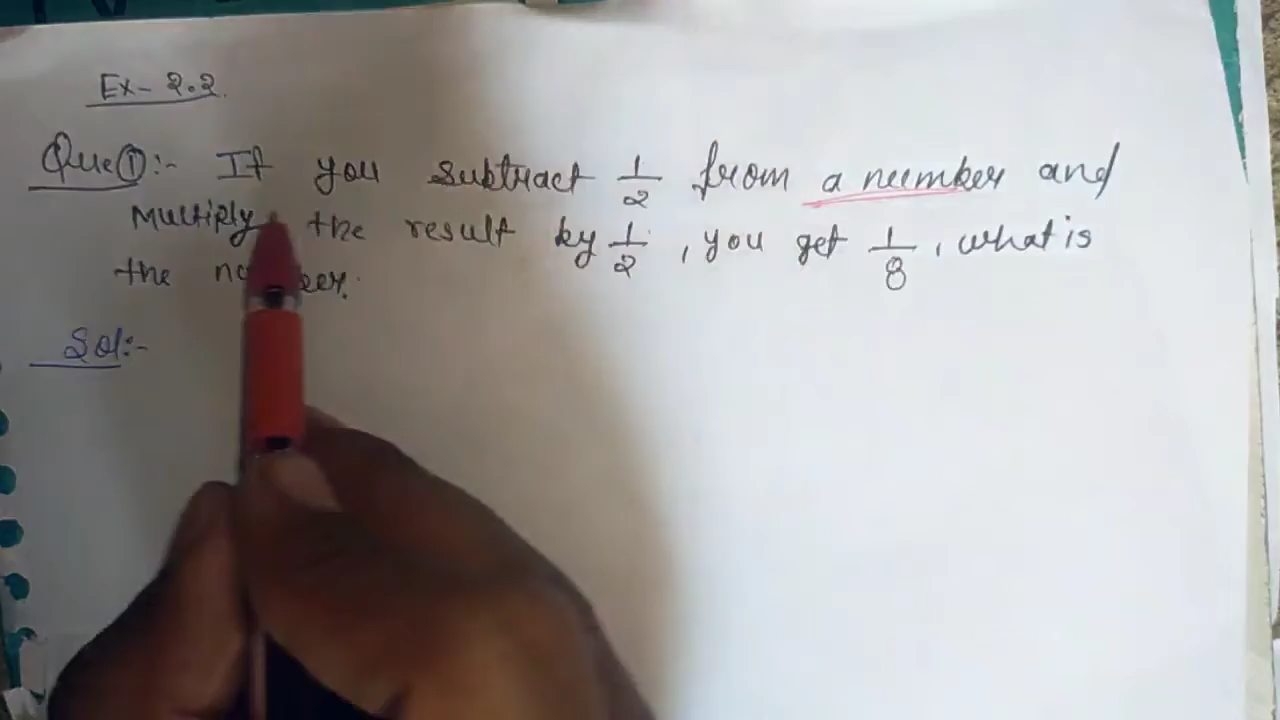 Ex- 2.2
Que①:- If you subtract 1/2 from a number and
Multiply the result by 1/2, you get 1/8, what is
the
Sol:-